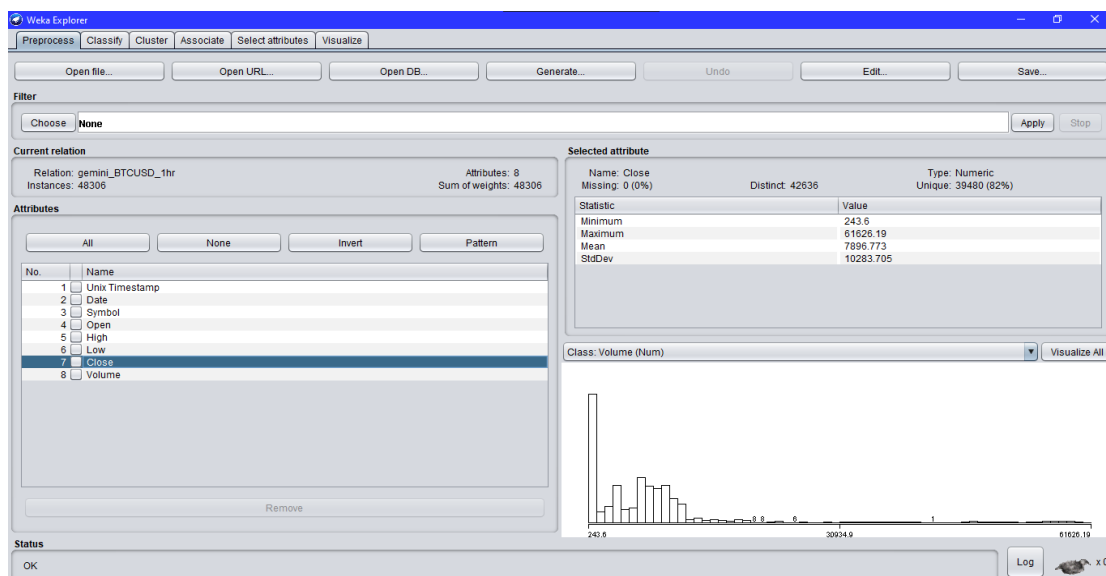 Weka Explorer
Preprocess Classify Cluster Associate Select attributes Visualize
Open file... Open URL... Open DB... Generate... Undo Edit... Save...
Filter
Choose None Apply Stop
Current relation
Relation: gemini_BTCUSD_1hr Attributes: 8
Instances: 48306 Sum of weights: 48306
Attributes
All None Invert Pattern
No. Name
1 Unix Timestamp
2 Date
3 Symbol
4 Open
5 High
6 Low
7 Close
8 Volume
Remove
Selected attribute
Name: Close Type: Numeric
Missing: 0 (0%) Distinct: 42636 Unique: 39480 (82%)
Statistic Value
Minimum 243.6
Maximum 61626.19
Mean 7896.773
StdDev 10283.705
Class: Volume (Num) Visualize All
8 8 6 1
243.6 30934.9 61626.19
Status
OK Log x 0